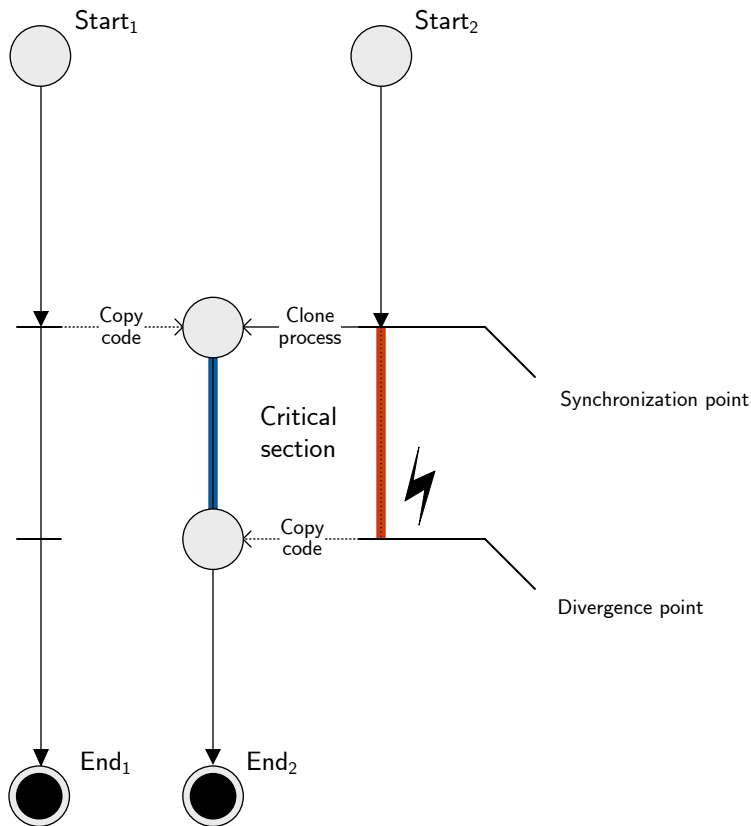 Start₁
Start₂
Copy
code
Clone
process
Synchronization point
Critical
section
Copy
code
Divergence point
End₁
End₂